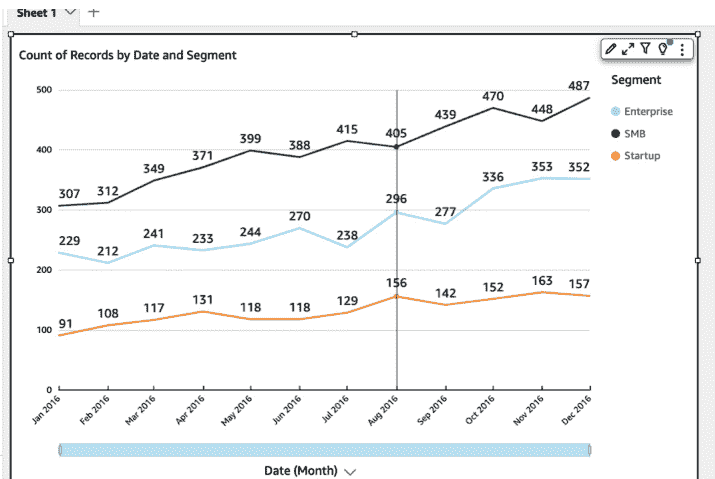 Sheet 1
Count of Records by Date and Segment
Segment
Enterprise
SMB
Startup
500
400
300
200
100
0
307 312 349 371 399 388 415 405 439 470 448 487
229 212 241 233 244 270 238 296 277 336 353 352
91 108 117 131 118 118 129 156 142 152 163 157
Jan 2016 Feb 2016 Mar 2016 Apr 2016 May 2016 Jun 2016 Jul 2016 Aug 2016 Sep 2016 Oct 2016 Nov 2016 Dec 2016
Date (Month)